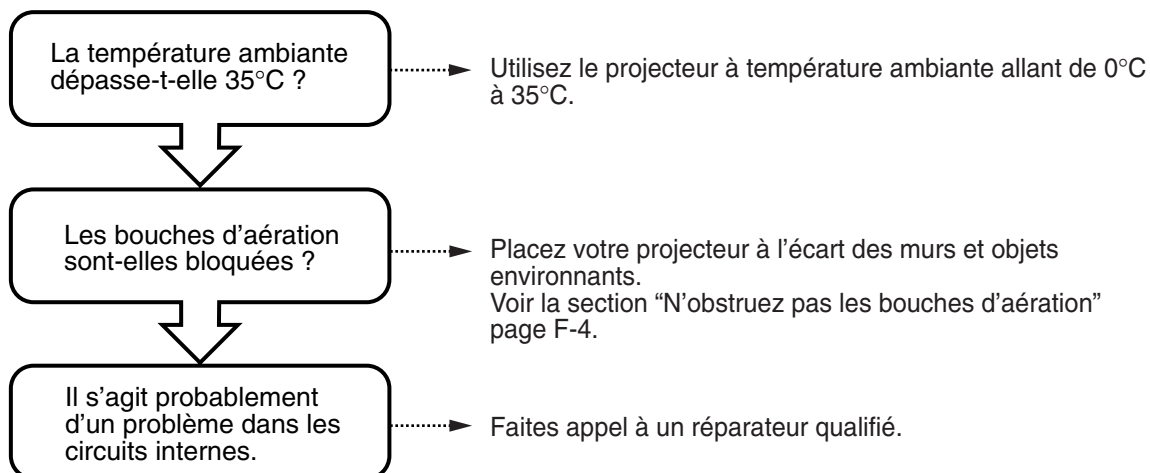 La température ambiante
dépasse-t-elle 35°C ?
Utilisez le projecteur à température ambiante allant de 0°C
à 35°C.
Les bouches d’aération
sont-elles bloquées ?
Placez votre projecteur à l’écart des murs et objets
environnants.
Voir la section “N’obstruez pas les bouches d’aération”
page F-4.
Il s’agit probablement
d’un problème dans les
circuits internes.
Faites appel à un réparateur qualifié.